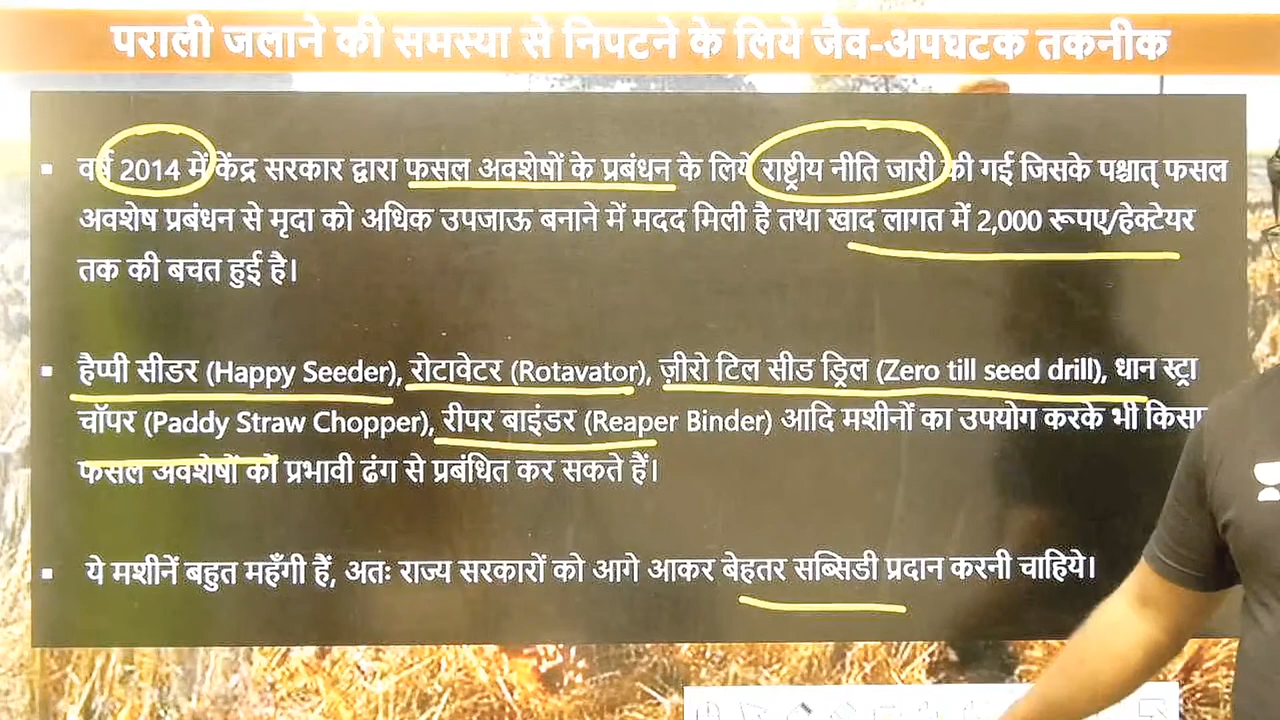 पराली जलाने की समस्या से निपटने के लिये जैव-अपघटक तकनीक
▪ वर्ष 2014 में केंद्र सरकार द्वारा फसल अवशेषों के प्रबंधन के लिये राष्ट्रीय नीति जारी की गई जिसके पश्चात् फसल
अवशेष प्रबंधन से मृदा को अधिक उपजाऊ बनाने में मदद मिली है तथा खाद लागत में 2,000 रूपए/हेक्टेयर
तक की बचत हुई है।
▪ हैप्पी सीडर (Happy Seeder), रोटावेटर (Rotavator), ज़ीरो टिल सीड ड्रिल (Zero till seed drill), धान स्ट्रा
चॉपर (Paddy Straw Chopper), रीपर बाइंडर (Reaper Binder) आदि मशीनों का उपयोग करके भी
फसल अवशेषों को प्रभावी ढंग से प्रबंधित कर सकते हैं।
▪ ये मशीनें बहुत महँगी हैं, अतः राज्य सरकारों को आगे आकर बेहतर सब्सिडी प्रदान करनी चाहिये।